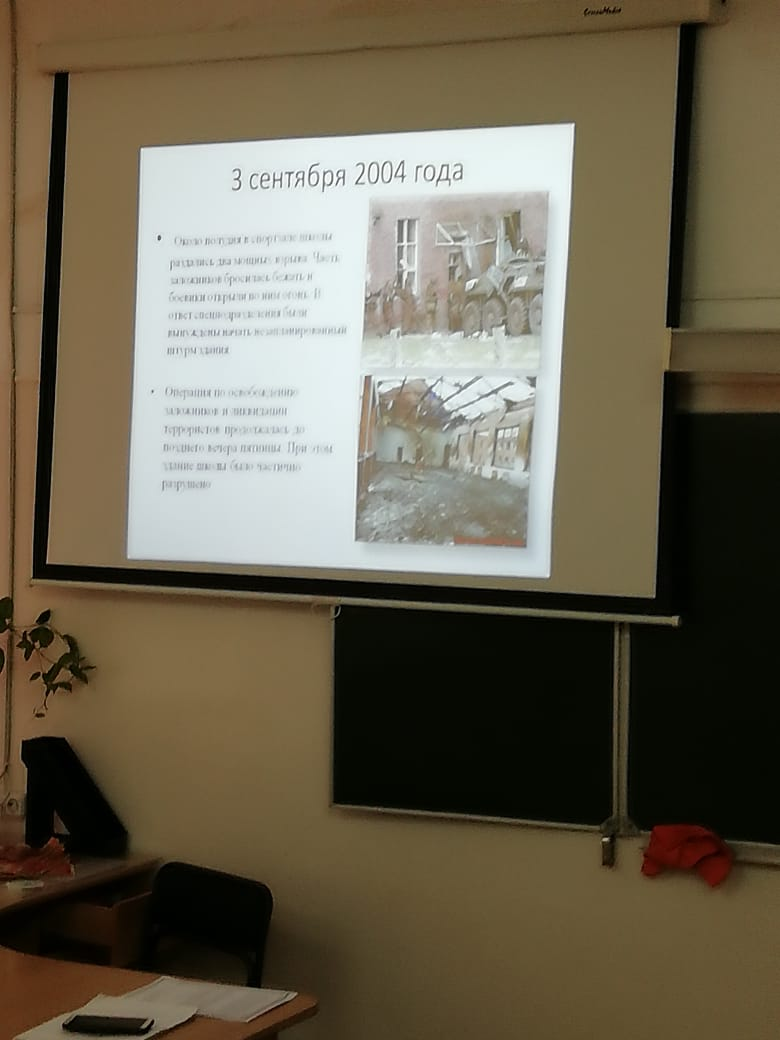 3 сентября 2004 года
• Около полудня в спортзале школы
раздались два мощных взрыва. Часть
заложников бросилась бежать и
боевики открыли по ним огонь. В
ответ спецподразделения были
вынуждены начать незапланированный
штурм здания.
• Операция по освобождению
заложников и ликвидации
террористов продолжалась до
позднего вечера пятницы. При этом
здание школы было частично
разрушено